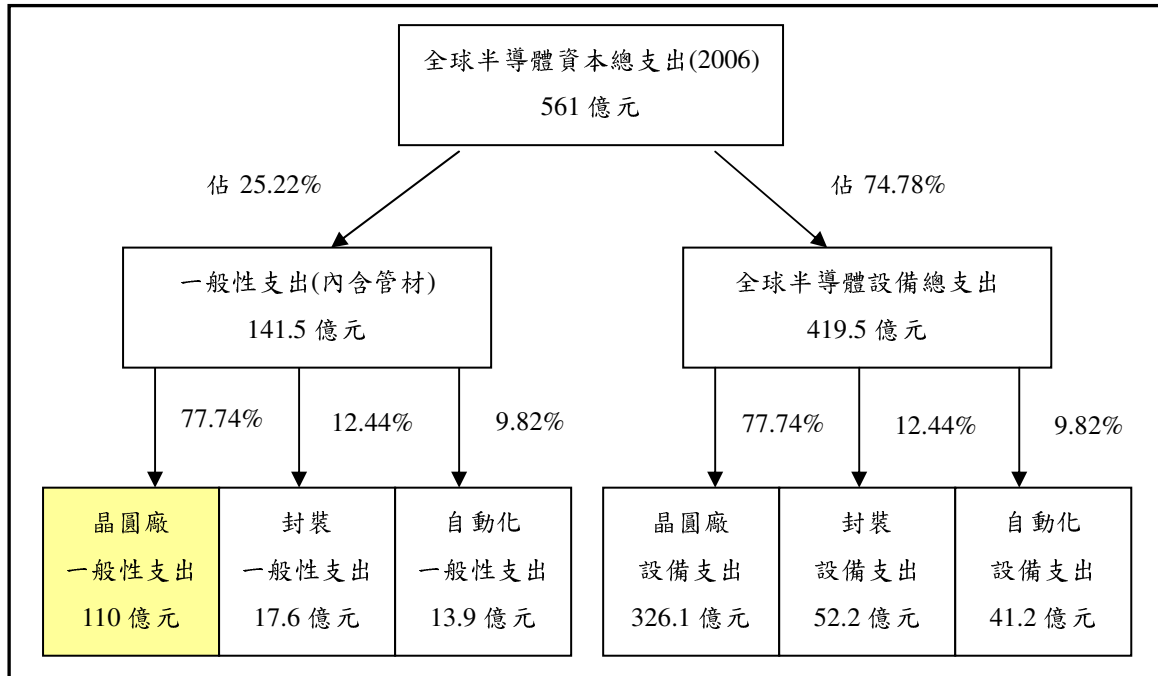 全球半導體資本總支出(2006)
561 億元
佔 25.22%
佔 74.78%
一般性支出(內含管材)
141.5 億元
全球半導體設備總支出
419.5 億元
77.74%
12.44%
9.82%
77.74%
12.44%
9.82%
晶圓廠
一般性支出
110 億元
封裝
一般性支出
17.6 億元
自動化
一般性支出
13.9 億元
晶圓廠
設備支出
326.1 億元
封裝
設備支出
52.2 億元
自動化
設備支出
41.2 億元